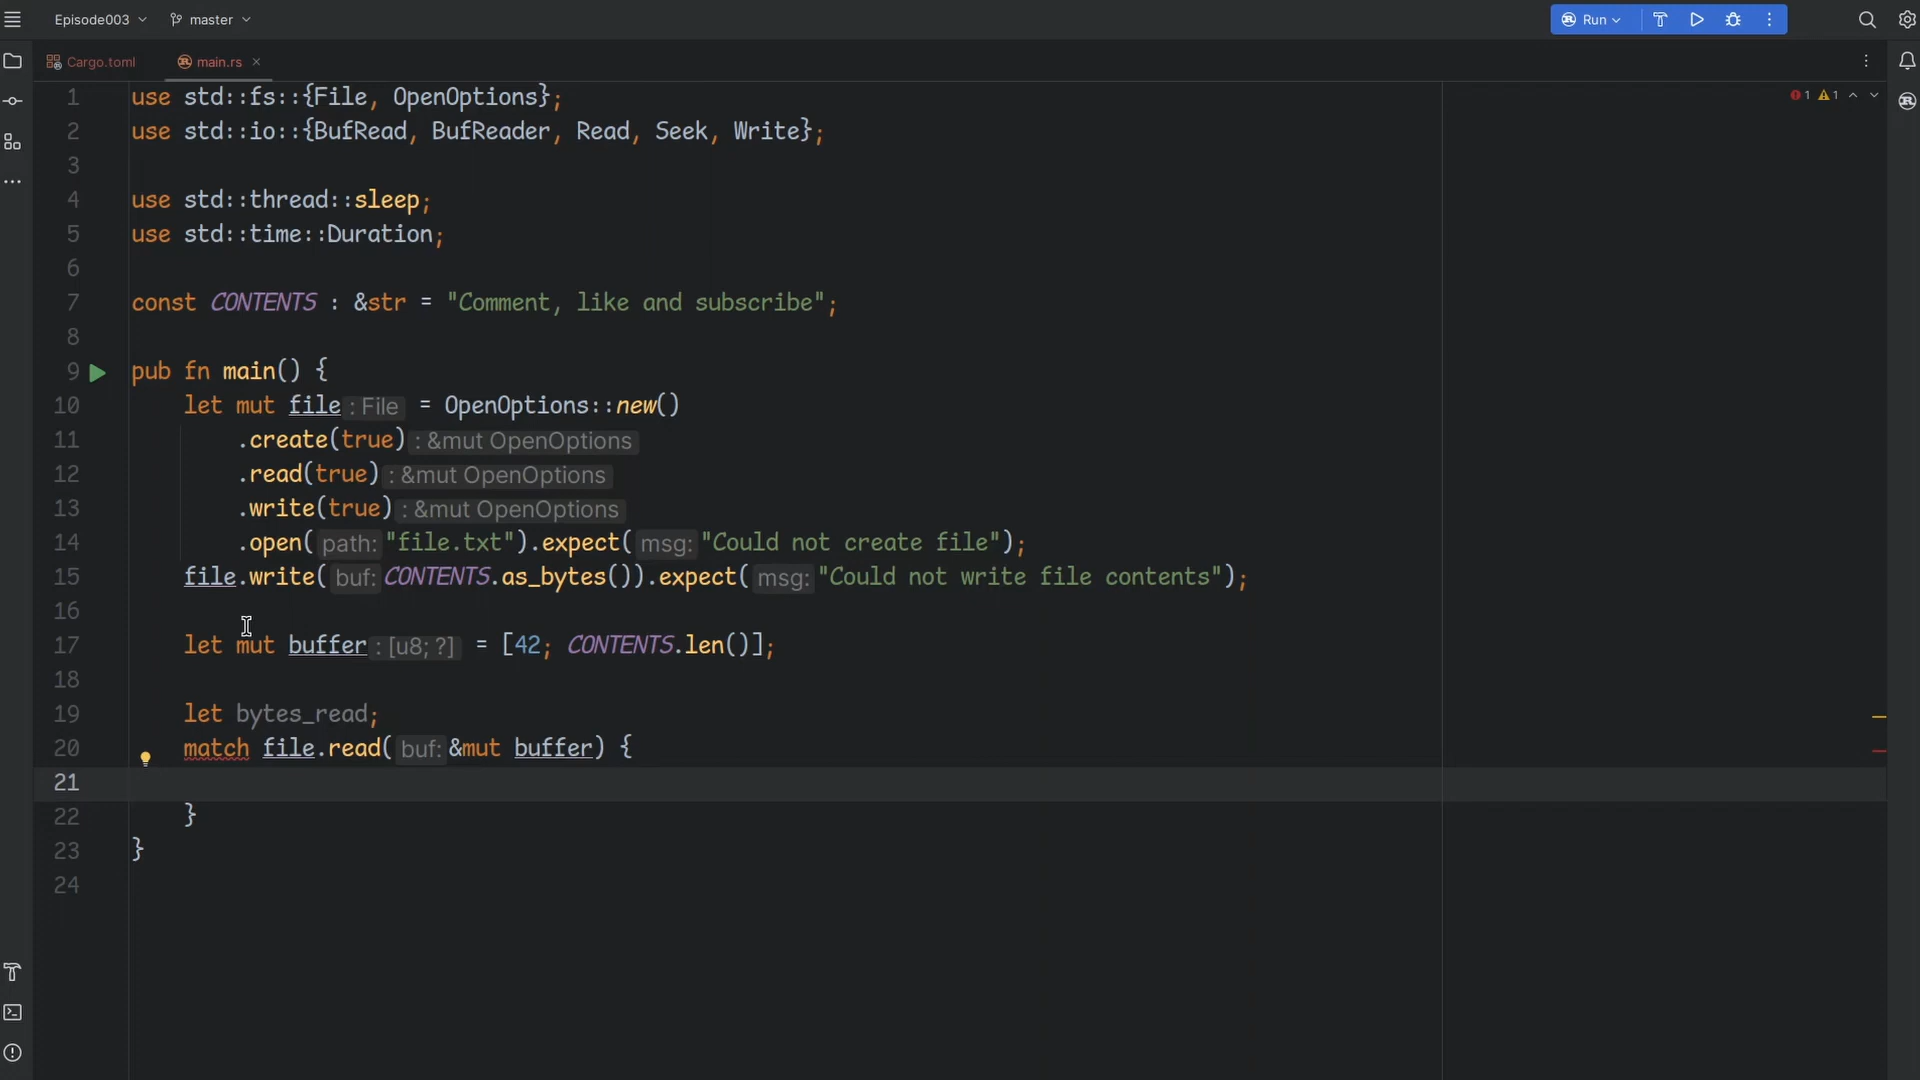 Episode003 master Run
Cargo.toml main.rs
1 use std::fs::{File, OpenOptions}; 1 1
2 use std::io::{BufRead, BufReader, Read, Seek, Write};
3
4 use std::thread::sleep;
5 use std::time::Duration;
6
7 const CONTENTS : &str = "Comment, like and subscribe";
8
9 pub fn main() {
10 let mut file : File = OpenOptions::new()
11 .create(true) : &mut OpenOptions
12 .read(true) : &mut OpenOptions
13 .write(true) : &mut OpenOptions
14 .open( path: "file.txt").expect( msg: "Could not create file");
15 file.write( buf: CONTENTS.as_bytes()).expect( msg: "Could not write file contents");
16
17 let mut buffer : [u8; ?] = [42; CONTENTS.len()];
18
19 let bytes_read;
20 match file.read( buf: &mut buffer) {
21
22 }
23 }
24